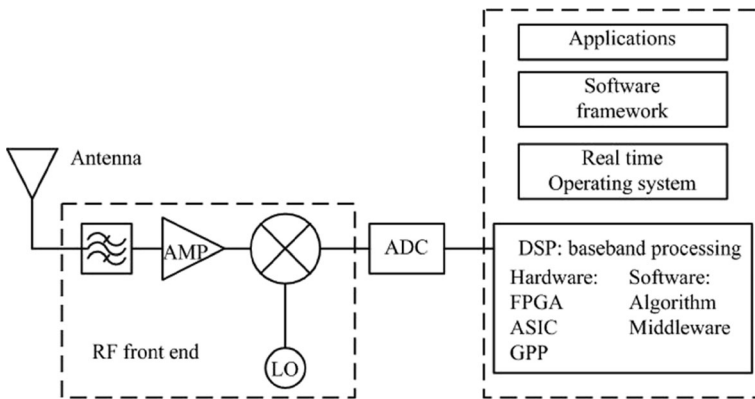 Applications
Software
framework
Real time
Operating system
Antenna
AMP
ADC
LO
RF front end
DSP: baseband processing
Hardware: Software:
FPGA Algorithm
ASIC Middleware
GPP